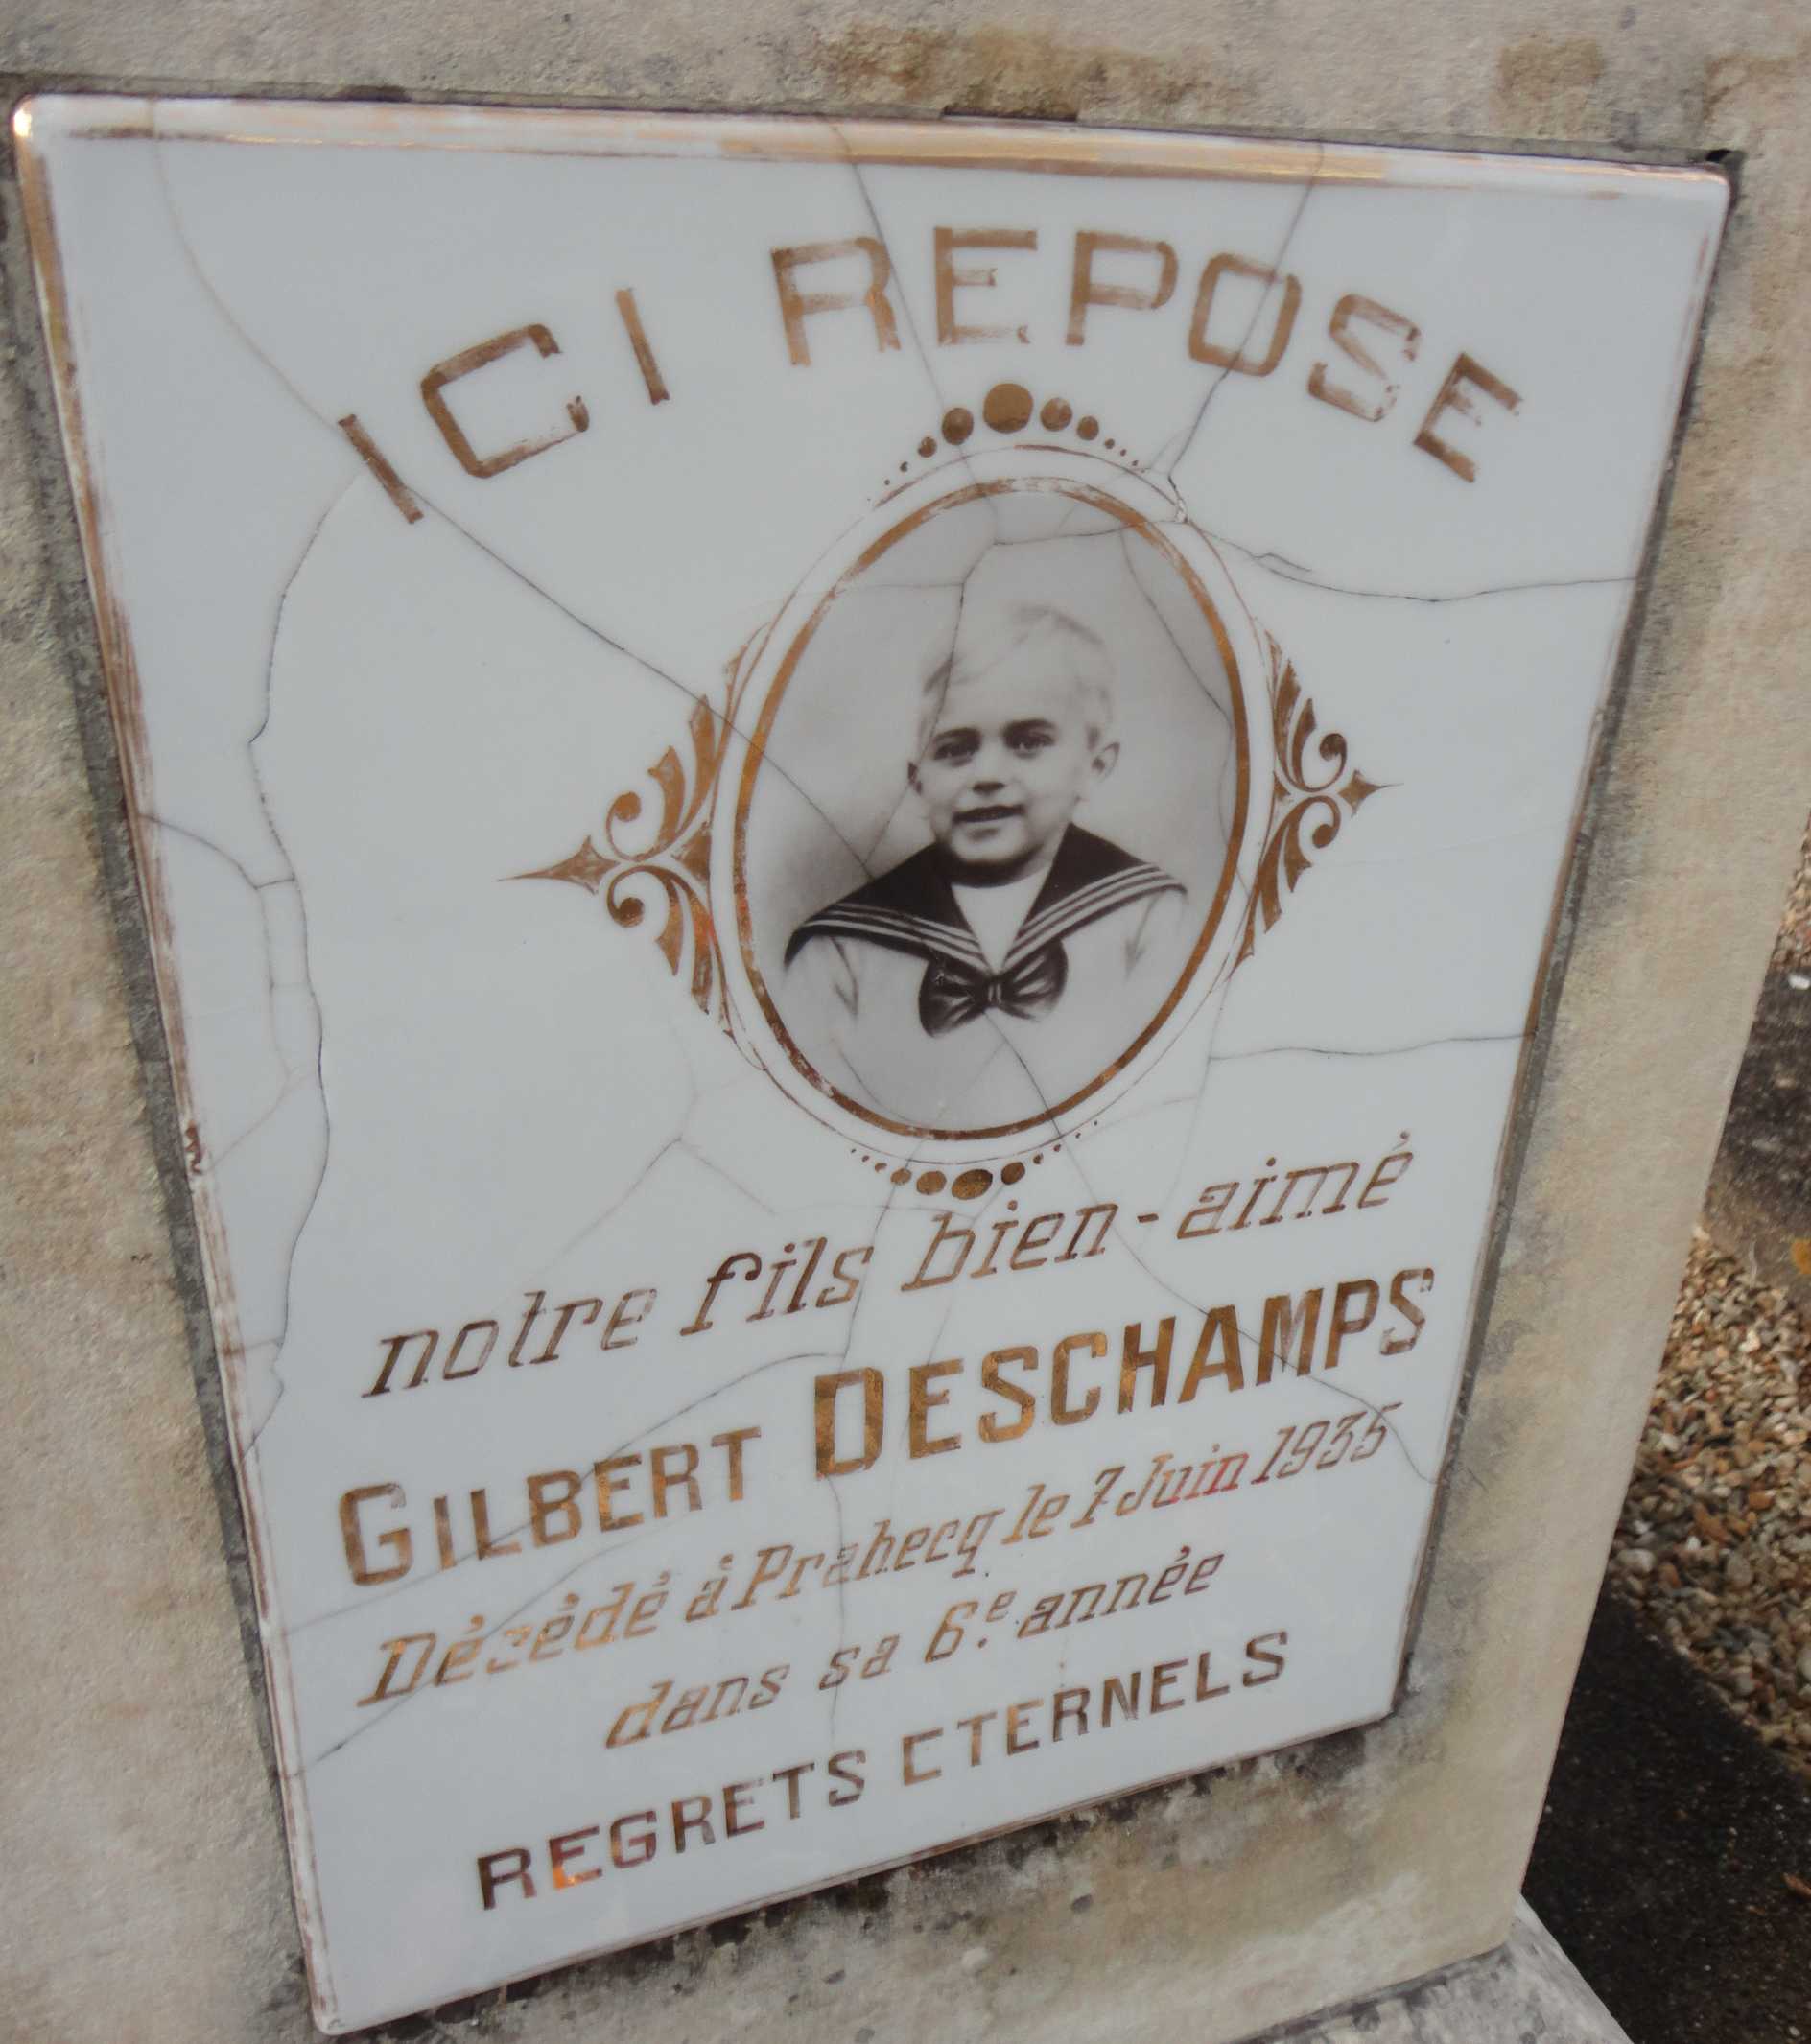 ICI REPOSE
notre fils bien-aimé
GILBERT DESCHAMPS
Décédé à Prahecq le 7 Juin 1935
dans sa 6e année
REGRETS ETERNELS